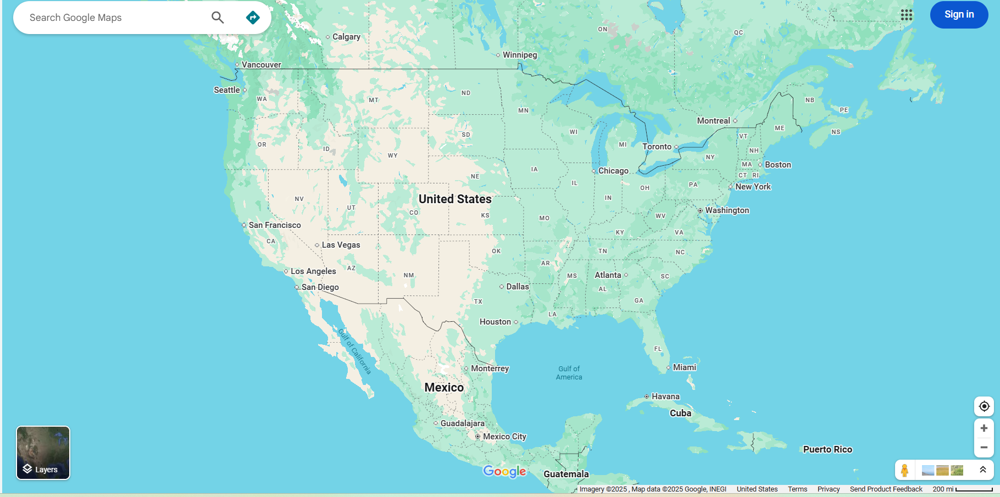 Search Google Maps
Sign in
ON
QC
Calgary
Winnipeg
Vancouver
Seattle
WA
MT
ND
MN
NB
PE
Montreal
ME
NS
OR
ID
SD
WI
MI
Toronto
VT
NH
WY
NY
MA
Boston
NE
IA
Chicago
CT
RI
NV
UT
United States
IL
IN
OH
PA
New York
CO
KS
MO
WV
Washington
San Francisco
CA
Las Vegas
KY
VA
OK
TN
NC
Los Angeles
AZ
NM
AR
MS
Atlanta
SC
San Diego
Dallas
AL
TX
GA
Houston
LA
Gulf of California
FL
Monterrey
Gulf of
America
Miami
Mexico
Havana
Cuba
Guadalajara
Mexico City
Puerto Rico
Layers
Google
Guatemala
Imagery ©2025 , Map data ©2025 Google, INEGI
United States
Terms
Privacy
Send Product Feedback
200 mi